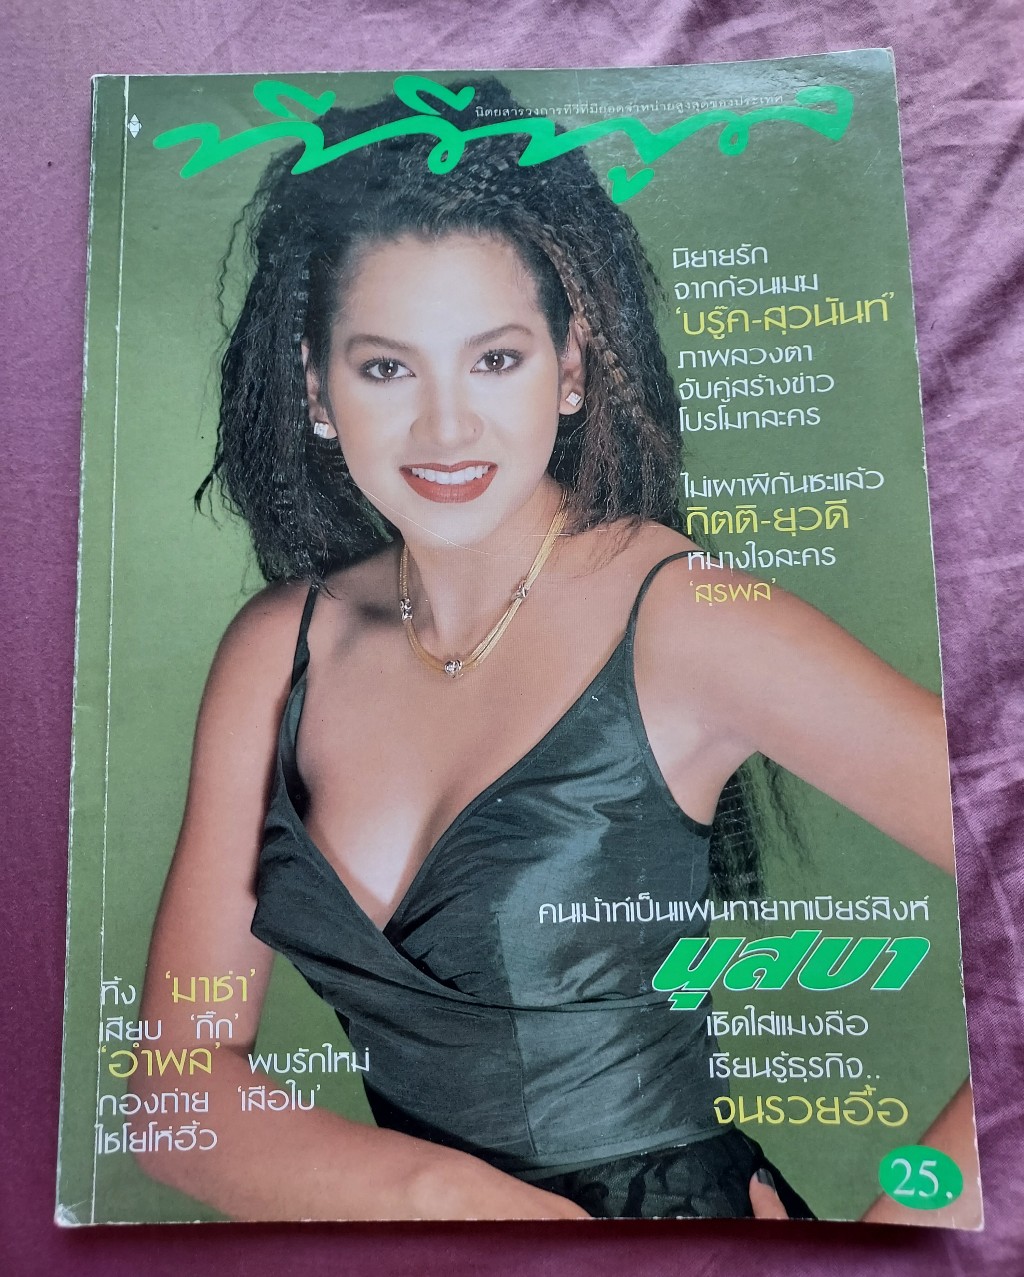 นิตยสารวงการทีวีที่มียอดจำหน่ายสูงสุดของประเทศ
ทีวีพูล
นิยายรัก
จากก้อนเมฆ
‘บรู๊ค-สุวนันท์’
ภาพลวงตา
จับคู่สร้างข่าว
โปรโมทละคร
ไม่เผาผีกันซะแล้ว
กิตติ-ยุวดี
หมางใจละคร
‘สุรพล’
คนเม้าท์เป็นแฟนทายาทเบียร์สิงห์
นุสบา
เชิดใส่แมงลือ
เรียนรู้ธุรกิจ..
จนรวยอื้อ
ทิ้ง ‘มาช่า’
เสียบ ‘กิ๊ก’
‘อำพล’ พบรักใหม่
กองถ่าย ‘เสือใบ’
ไชโยโห่ฮิ้ว
25.